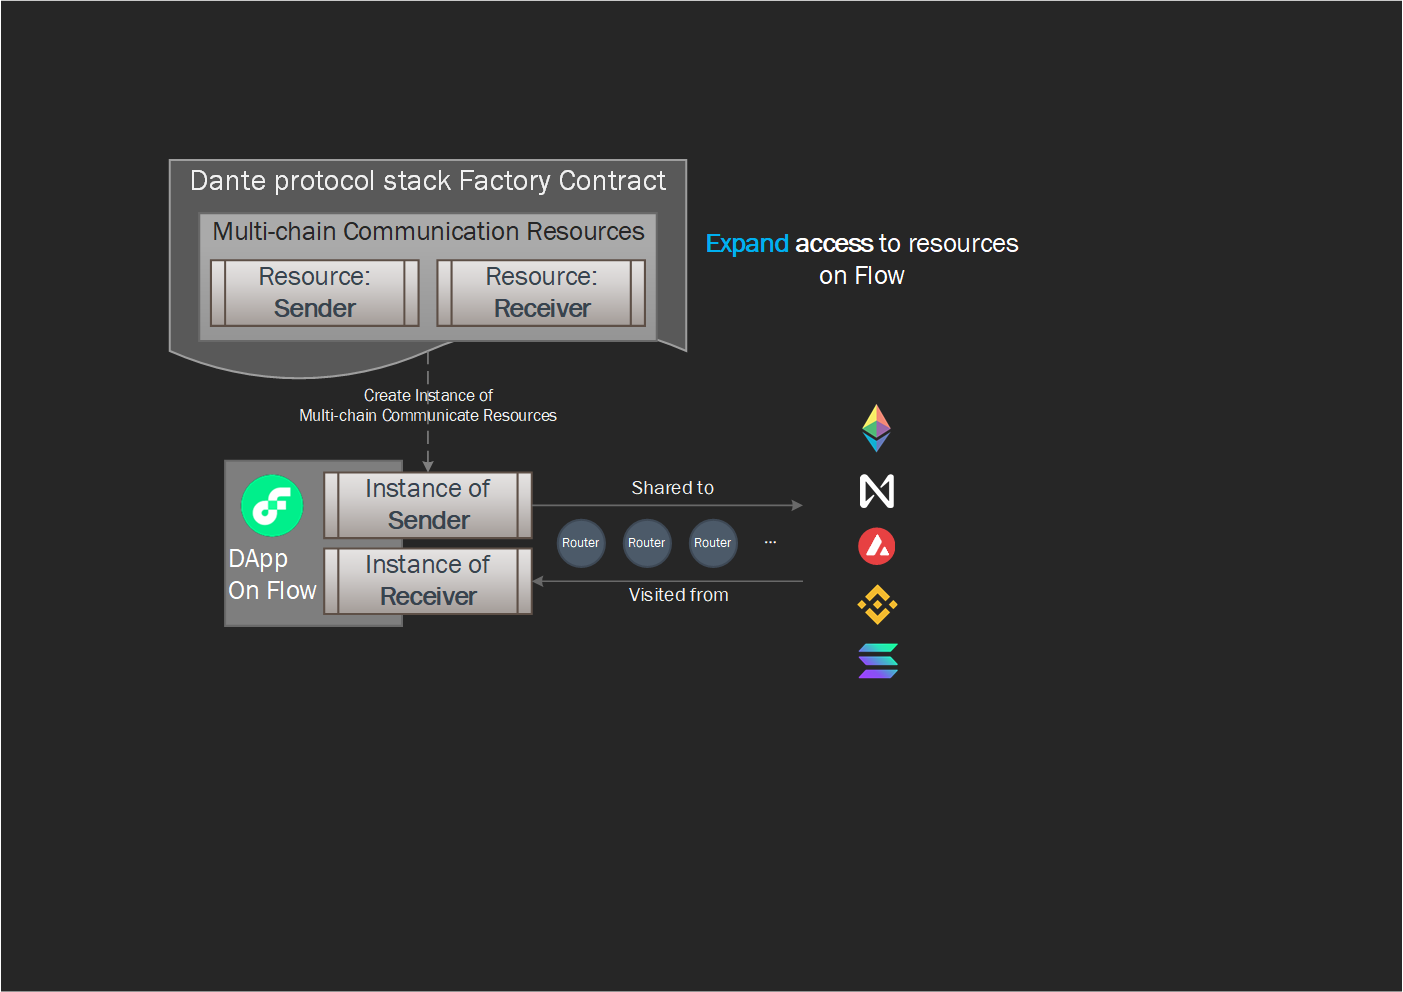 Dante protocol stack Factory Contract
Multi-chain Communication Resources
Resource:
Sender
Resource:
Receiver
Expand access to resources
on Flow
Create Instance of
Multi-chain Communicate Resources
DApp
On Flow
Instance of
Sender
Instance of
Receiver
Shared to
Router
Router
Router
...
Visited from